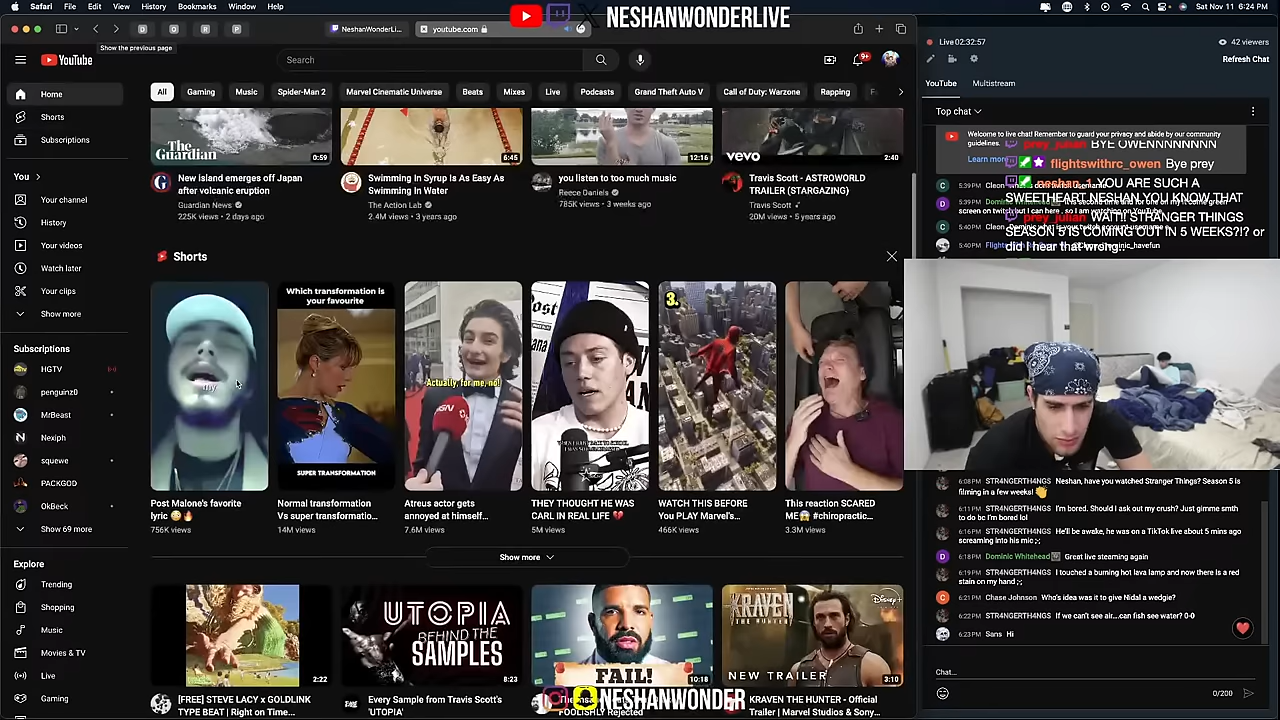 Safari File Edit View History Bookmarks Window Help
NESHANWONDERLIVE
Sat Nov 11 6:24 PM
NeshanWonderLi...
youtube.com
Show the previous page
YouTube
Search
9+
Home
Shorts
Subscriptions
You
Your channel
History
Your videos
Watch later
Your clips
Show more
Subscriptions
HGTV
penguinz0
MrBeast
Nexiph
squewe
PACKGOD
OkBeck
Show 69 more
Explore
Trending
Shopping
Music
Movies & TV
Live
Gaming
All Gaming Music Spider-Man 2 Marvel Cinematic Universe Beats Mixes Live Podcasts Grand Theft Auto V Call of Duty: Warzone Rapping
The Guardian
0:59
6:45
12:16
vevo
2:40
New island emerges off Japan
after volcanic eruption
Guardian News
225K views • 2 days ago
Swimming In Syrup Is As Easy As
Swimming In Water
The Action Lab
2.4M views • 3 years ago
you listen to too much music
Reece Daniels
785K views • 3 weeks ago
Travis Scott - ASTROWORLD
TRAILER (STARGAZING)
Travis Scott
20M views • 5 years ago
Shorts
Which transformation is
your favourite
SUPER TRANSFORMATION
"Actually, for me, no!
3.
Post Malone's favorite
lyric
756K views
Normal transformation
Vs super transformatio...
14M views
Atreus actor gets
annoyed at himself...
7.6M views
THEY THOUGHT HE WAS
CARL IN REAL LIFE
5M views
WATCH THIS BEFORE
You PLAY Marvel's...
466K views
This reaction SCARED
ME #chiropractic...
3.3M views
Show more
2:22
UTOPIA
BEHIND THE
SAMPLES
8:23
FAIL!
10:18
KRAVEN
THE HUNTER
Disney+
NEW TRAILER
3:10
[FREE] STEVE LACY x GOLDLINK
TYPE BEAT | Right on Time...
Every Sample from Travis Scott's
'UTOPIA'
FOOLISHLY Rejected
KRAVEN THE HUNTER - Official
Trailer | Marvel Studios & Sony...
NESHANWONDER
Live 02:32:57
42 viewers
Refresh Chat
YouTube Multistream
Top chat
Welcome to live chat! Remember to guard your privacy and abide by our community
guidelines.
Learn more
prey_julian BYE OWENNNNNNNN
flightswithrc_owen Bye prey
neshan_1 YOU ARE SUCH A
SWEETHEART NESHAN YOU KNOW THAT
prey_julian WAIT!! STRANGER THINGS
SEASON 5 IS COMING OUT IN 5 WEEKS?!? or
did I hear that wrong..
5:39PM
5:39PM
5:40PM
5:40PM
6:08PM STR4NGERTH4NGS Neshan, have you watched Stranger Things? Season 5 is
filming in a few weeks!
6:11PM STR4NGERTH4NGS I'm bored. Should I ask out my crush? Just gimme smth
to do bc I'm bored lol
6:16PM STR4NGERTH4NGS He'll be awake, he was on a TikTok live about 5 mins ago
screaming into his mic ;-;
6:18PM Dominic Whitehead Great live steaming again
6:19PM STR4NGERTH4NGS I touched a burning hot lava lamp and now there is a red
stain on my hand ;-;
6:21PM Chase Johnson Who's idea was it to give Nidal a wedgie?
6:22PM STR4NGERTH4NGS If we can't see air...can fish see water? 0-0
6:23PM Sans Hi
Chat...
0/200